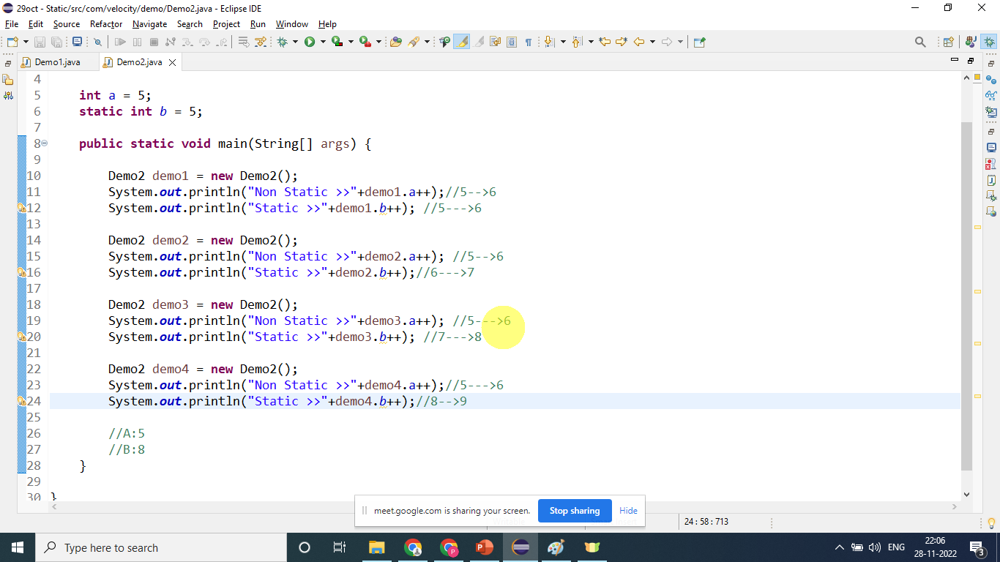 29oct - Static/src/com/velocity/demo/Demo2.java - Eclipse IDE
File Edit Source Refactor Navigate Search Project Run Window Help
Demo1.java Demo2.java
4
5 int a = 5;
6 static int b = 5;
7
8 public static void main(String[] args) {
9
10 Demo2 demo1 = new Demo2();
11 System.out.println("Non Static >>"+demo1.a++);//5-->6
12 System.out.println("Static >>"+demo1.b++); //5--->6
13
14 Demo2 demo2 = new Demo2();
15 System.out.println("Non Static >>"+demo2.a++); //5-->6
16 System.out.println("Static >>"+demo2.b++);//6--->7
17
18 Demo2 demo3 = new Demo2();
19 System.out.println("Non Static >>"+demo3.a++); //5--->6
20 System.out.println("Static >>"+demo3.b++); //7--->8
21
22 Demo2 demo4 = new Demo2();
23 System.out.println("Non Static >>"+demo4.a++);//5--->6
24 System.out.println("Static >>"+demo4.b++);//8-->9
25
26 //A:5
27 //B:8
28 }
29
30 }
meet.google.com is sharing your screen. Stop sharing Hide
24 : 58 : 713
Type here to search
ENG
22:06
28-11-2022
3